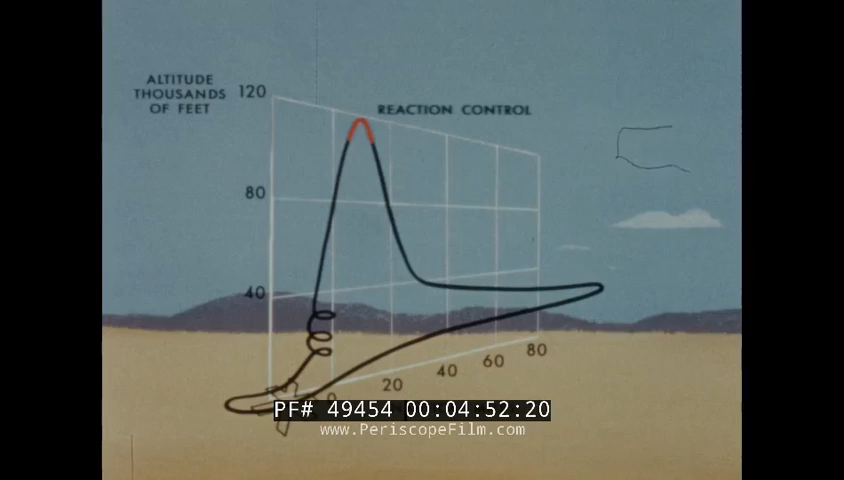 ALTITUDE
THOUSANDS
OF FEET
120
REACTION CONTROL
80
40
80
60
40
20
0
PF# 49454 00:04:52:20
www.PeriscopeFilm.com